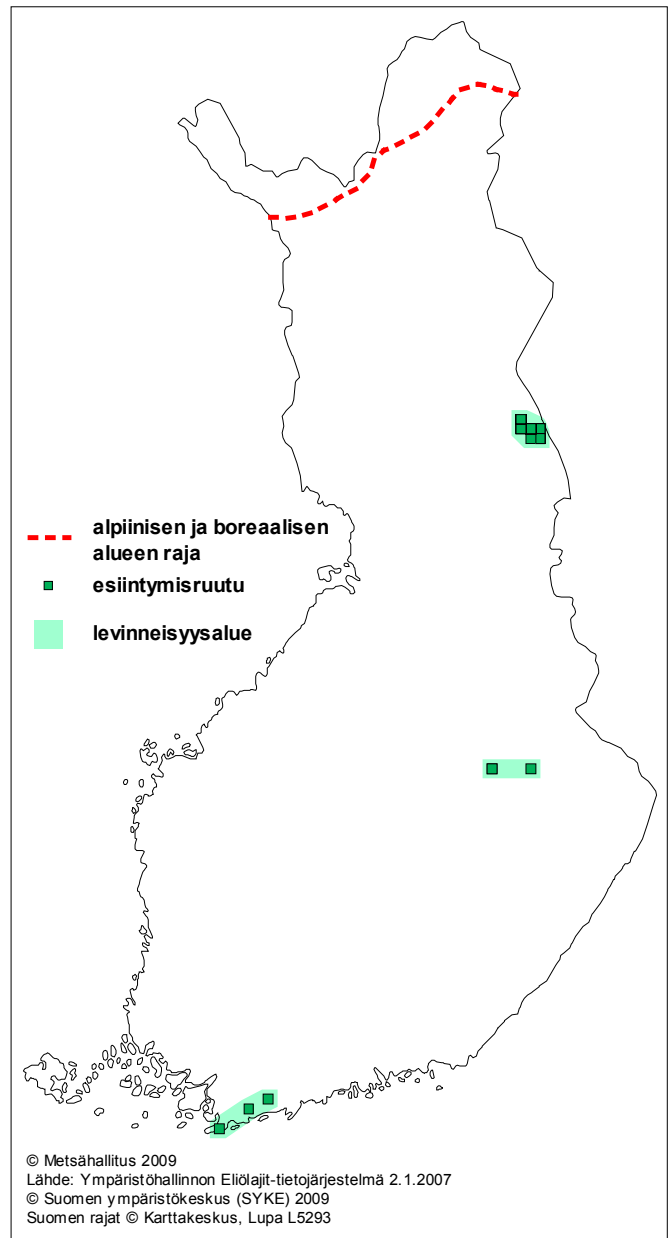 alpiinisen ja boreaalisen
alueen raja
esiintymisruutu
levinneisyysalue
© Metsähallitus 2009
Lähde: Ympäristöhallinnon Eliölajit-tietojärjestelmä 2.1.2007
© Suomen ympäristökeskus (SYKE) 2009
Suomen rajat © Karttakeskus, Lupa L5293